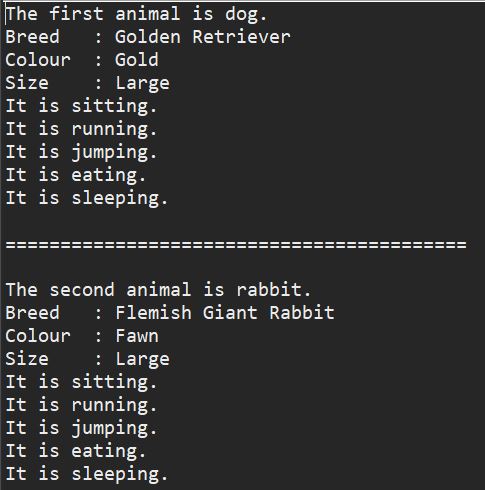 The first animal is dog.
Breed   : Golden Retriever
Colour  : Gold
Size    : Large
It is sitting.
It is running.
It is jumping.
It is eating.
It is sleeping.

==========================================

The second animal is rabbit.
Breed   : Flemish Giant Rabbit
Colour  : Fawn
Size    : Large
It is sitting.
It is running.
It is jumping.
It is eating.
It is sleeping.